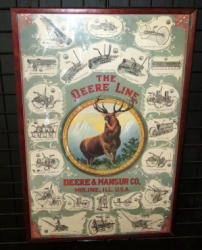 THE
DEERE LINE
DEERE & MANSUR CO.
MOLINE, ILL. U.S.A.